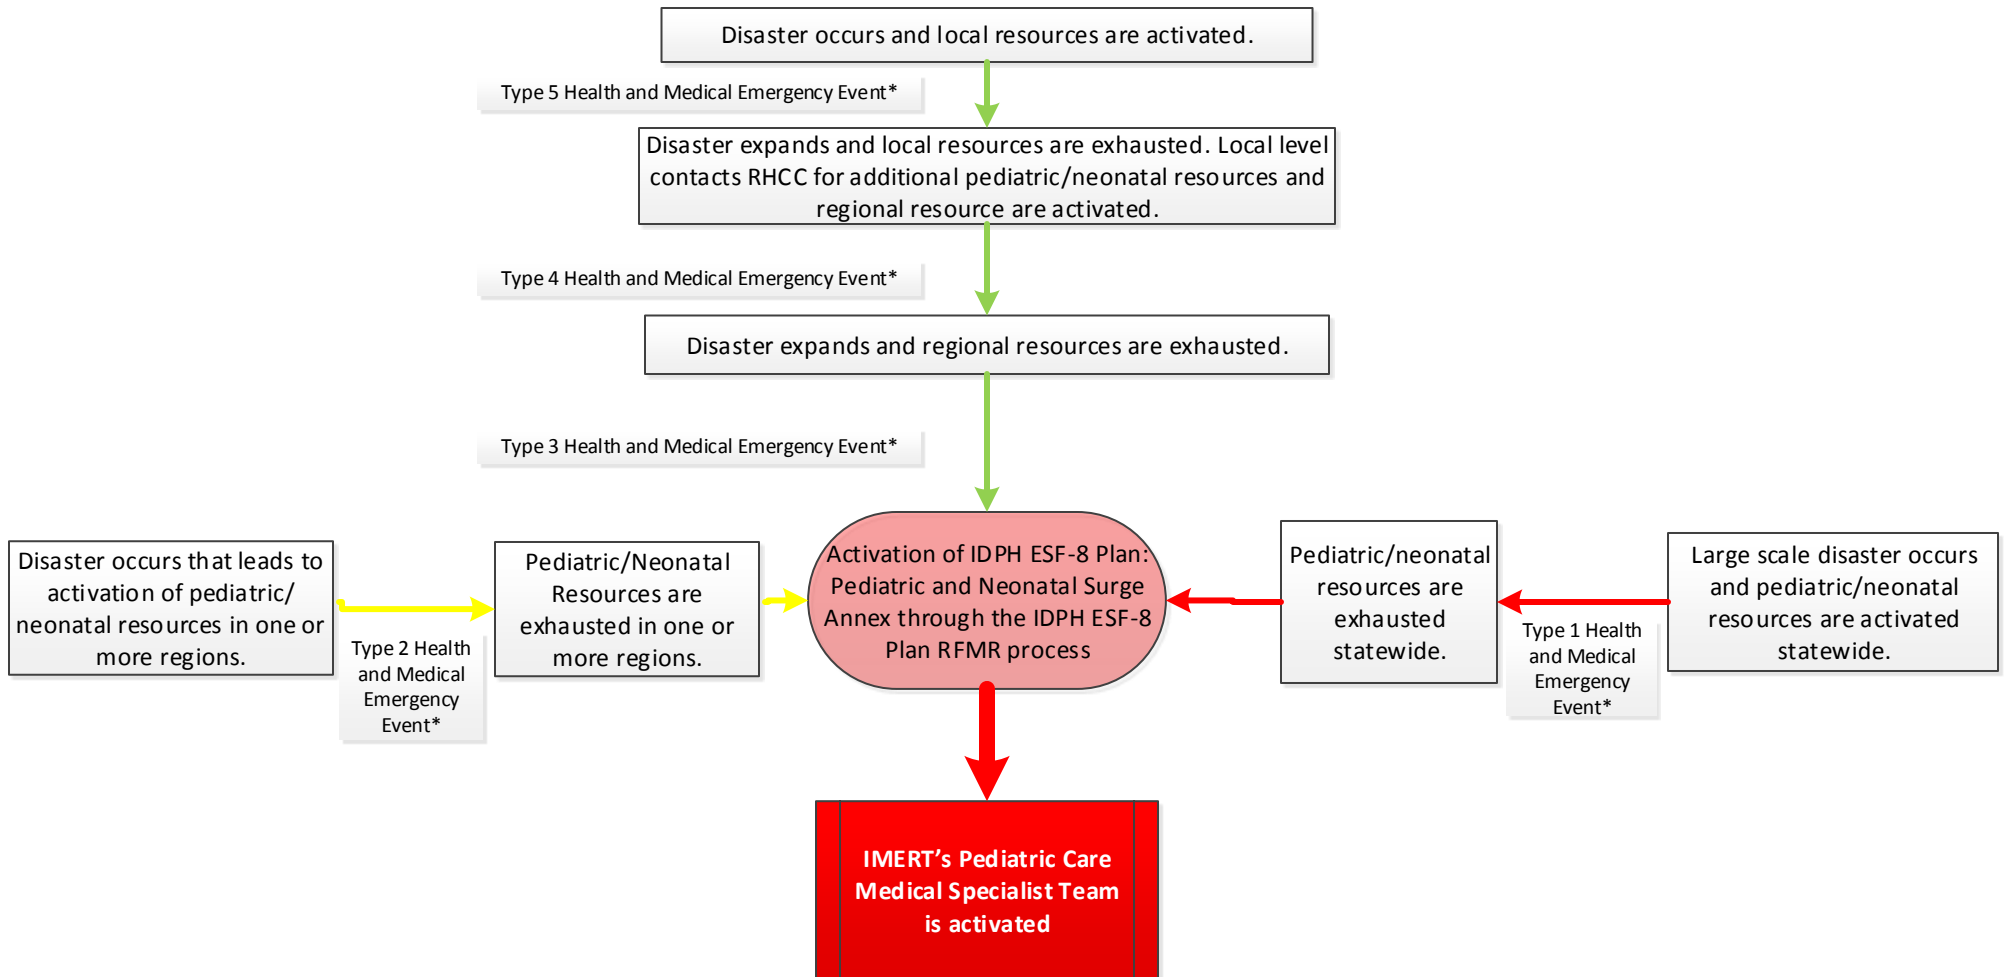 Disaster occurs and local resources are activated.
Type 5 Health and Medical Emergency Event*
Disaster expands and local resources are exhausted. Local level
contacts RHCC for additional pediatric/neonatal resources and
regional resource are activated.
Type 4 Health and Medical Emergency Event*
Disaster expands and regional resources are exhausted.
Type 3 Health and Medical Emergency Event*
Disaster occurs that leads to
activation of pediatric/
neonatal resources in one or
more regions.
Type 2 Health
and Medical
Emergency
Event*
Pediatric/Neonatal
Resources are
exhausted in one or
more regions.
Activation of IDPH ESF-8 Plan:
Pediatric and Neonatal Surge
Annex through the IDPH ESF-8
Plan RFMR process
Pediatric/neonatal
resources are
exhausted
statewide.
Type 1 Health
and Medical
Emergency
Event*
Large scale disaster occurs
and pediatric/neonatal
resources are activated
statewide.
IMERT's Pediatric Care
Medical Specialist Team
is activated